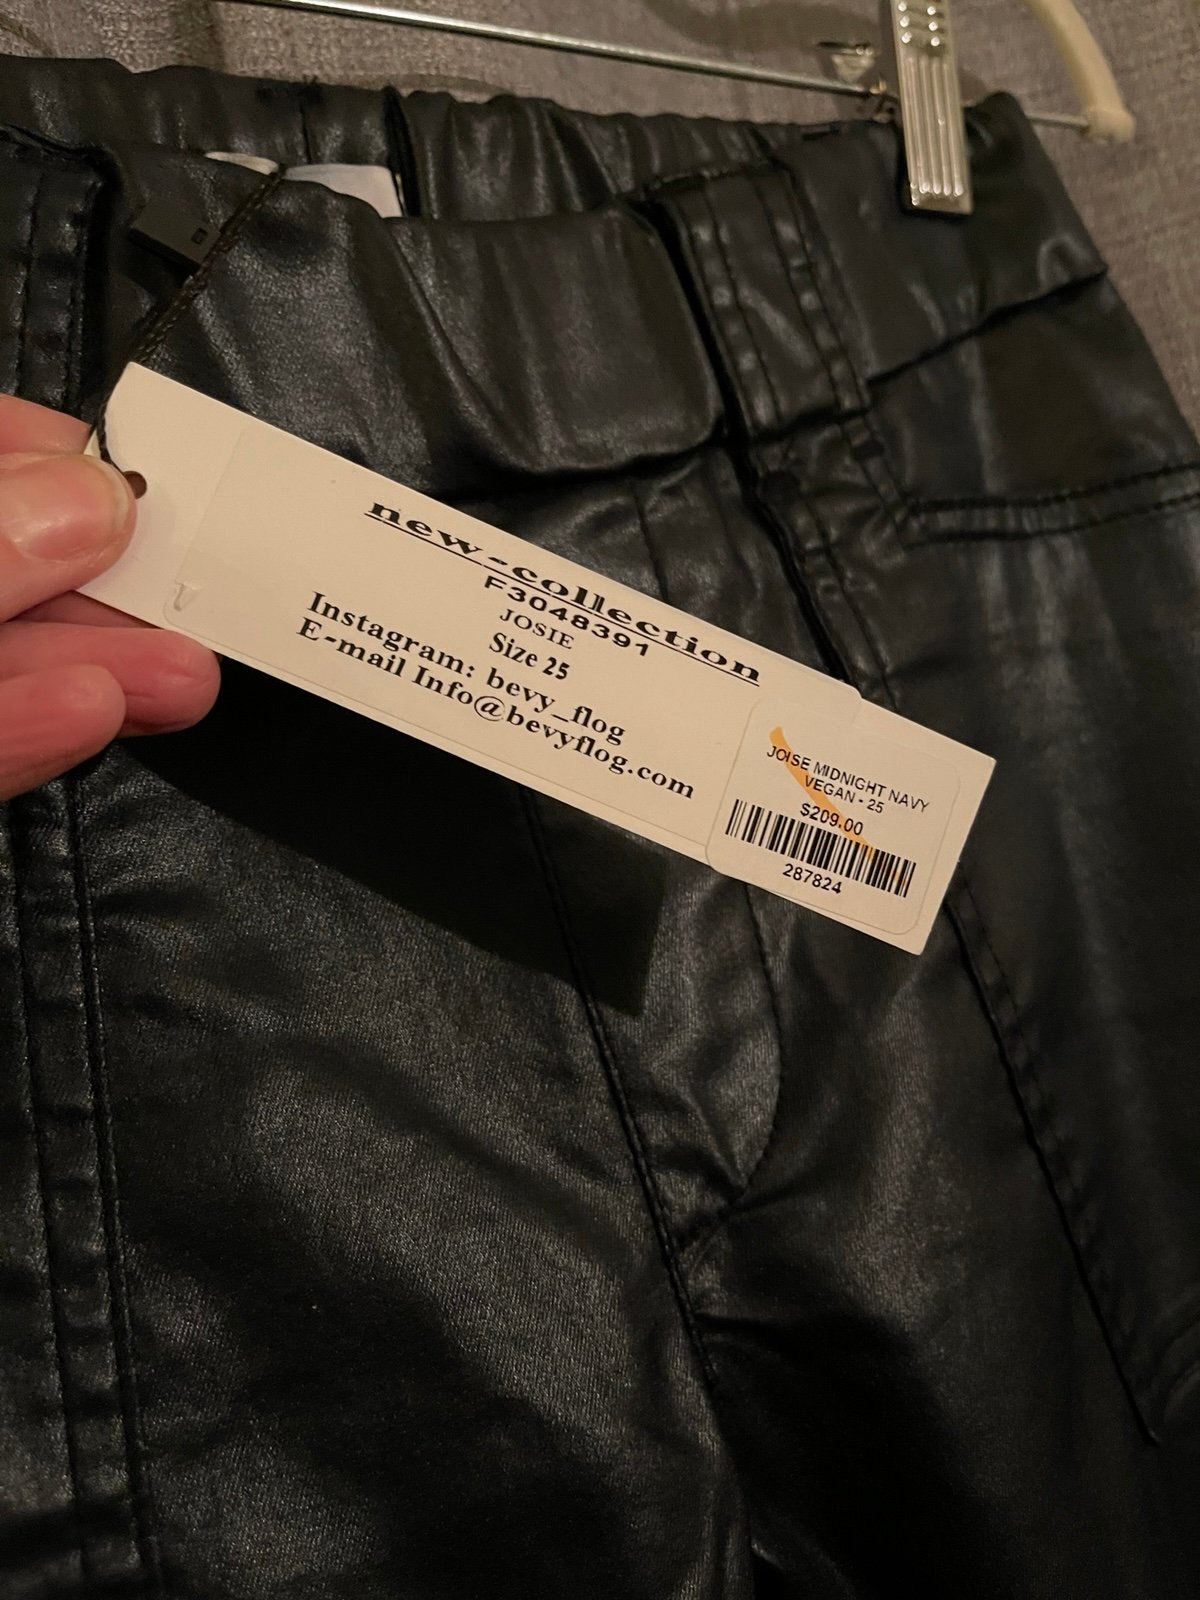 new-collection
F3048391
JOSIE
Size 25
Instagram: bevy_flog
E-mail Info@bevyflog.com
JOISE MIDNIGHT NAVY
VEGAN - 25
$209.00
287824